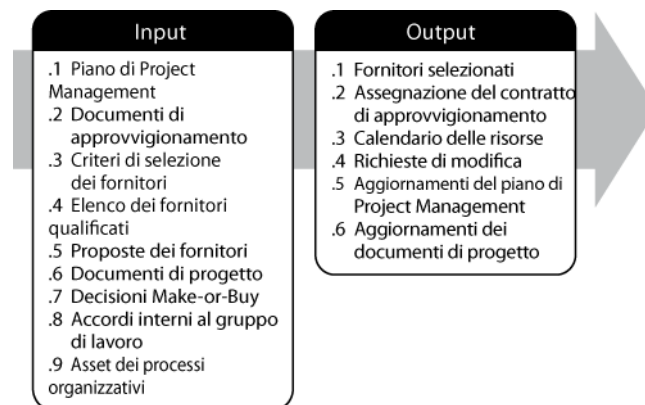 Input
.1 Piano di Project
Management
.2 Documenti di
approvvigionamento
.3 Criteri di selezione
dei fornitori
.4 Elenco dei fornitori
qualificati
.5 Proposte dei fornitori
.6 Documenti di progetto
.7 Decisioni Make-or-Buy
.8 Accordi interni al gruppo
di lavoro
.9 Asset dei processi
organizzativi
Output
.1 Fornitori selezionati
.2 Assegnazione del contratto
di approvvigionamento
.3 Calendario delle risorse
.4 Richieste di modifica
.5 Aggiornamenti del piano di
Project Management
.6 Aggiornamenti dei
documenti di progetto